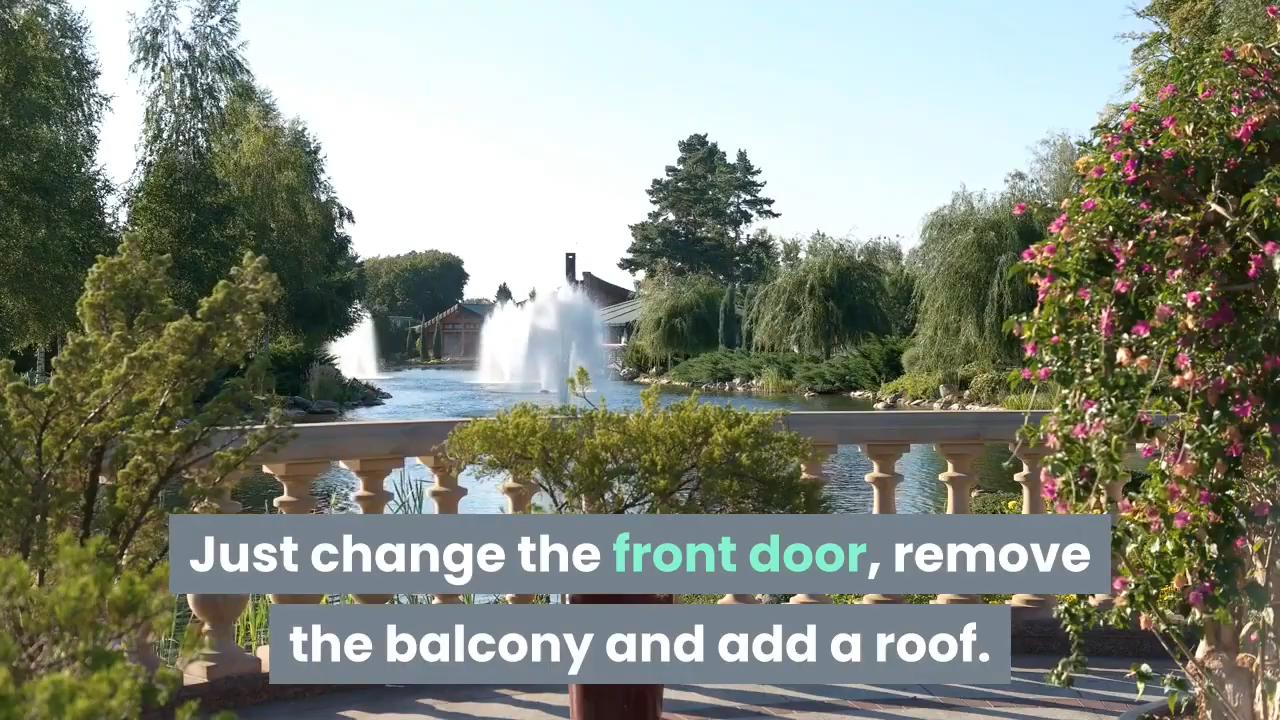 Just change the front door, remove
the balcony and add a roof.